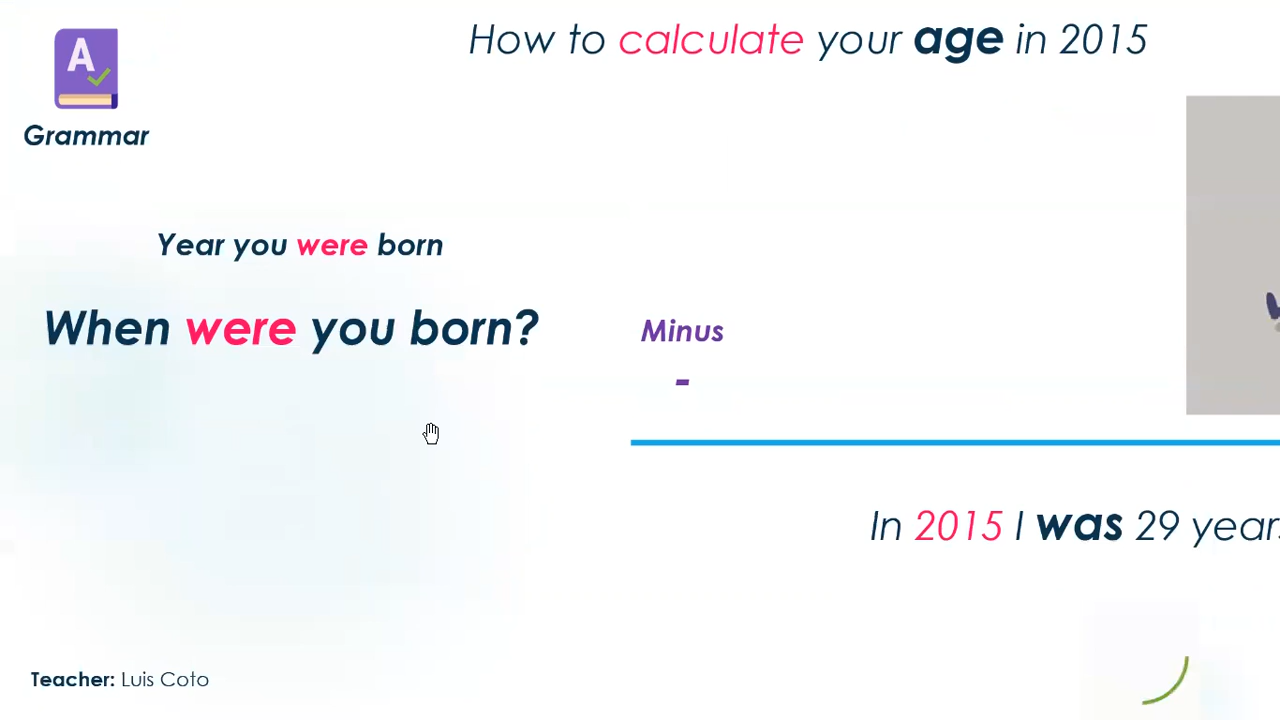 How to calculate your age in 2015
A
Grammar
Year you were born
When were you born?
Minus
-
In 2015 I was 29 
Teacher: Luis Coto